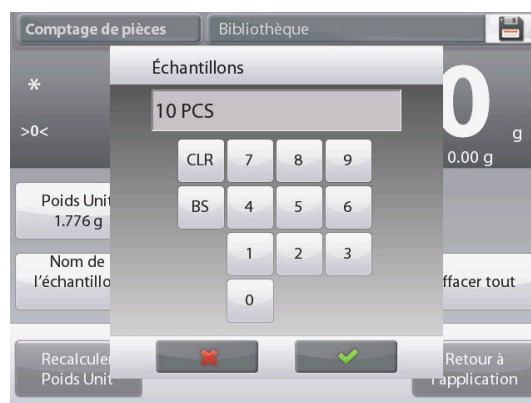 Comptage de pièces
Bibliothèque
Échantillons
*
10 PCS
0
>0<
g
0.00 g
CLR 7 8 9
Poids Unit
1.776 g
BS 4 5 6
1 2 3
Nom de
l'échantillo
ffacer tout
0
Recalculer
Poids Unit
Retour à
l'application